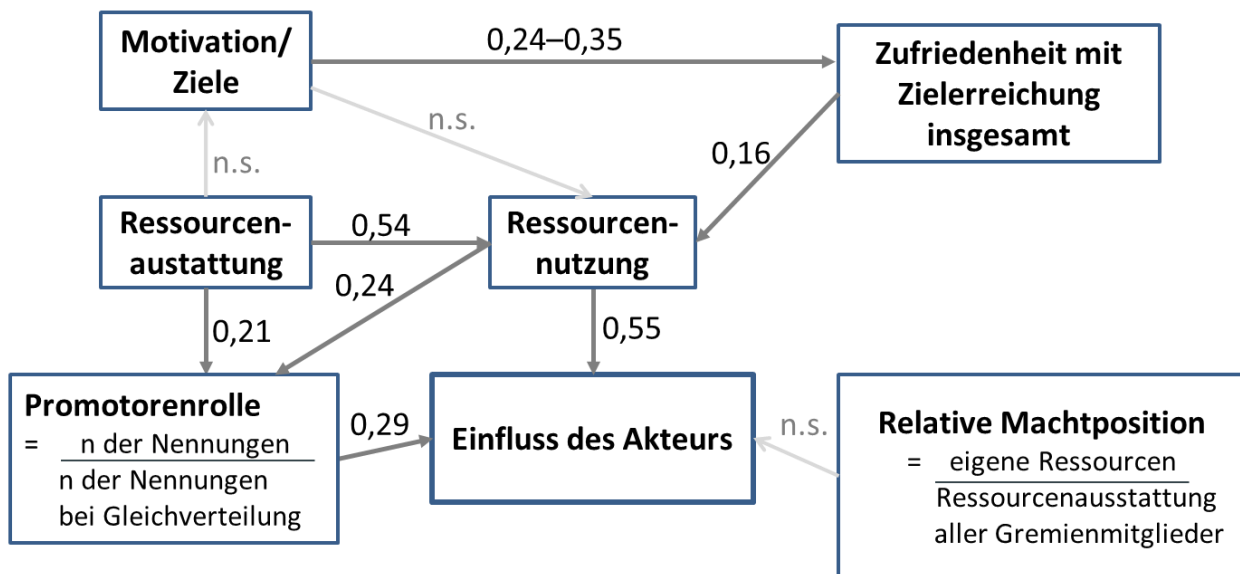 Motivation/
Ziele
0,24–0,35
Zufriedenheit mit
Zielerreichung
insgesamt
n.s.
n.s.
0,16
Ressourcen-
austattung
0,54
Ressourcen-
nutzung
0,24
0,21
0,55
Promotorenrolle
= n der Nennungen
n der Nennungen
bei Gleichverteilung
0,29
Einfluss des Akteurs
n.s.
Relative Machtposition
= eigene Ressourcen
Ressourcenausstattung
aller Gremienmitglieder